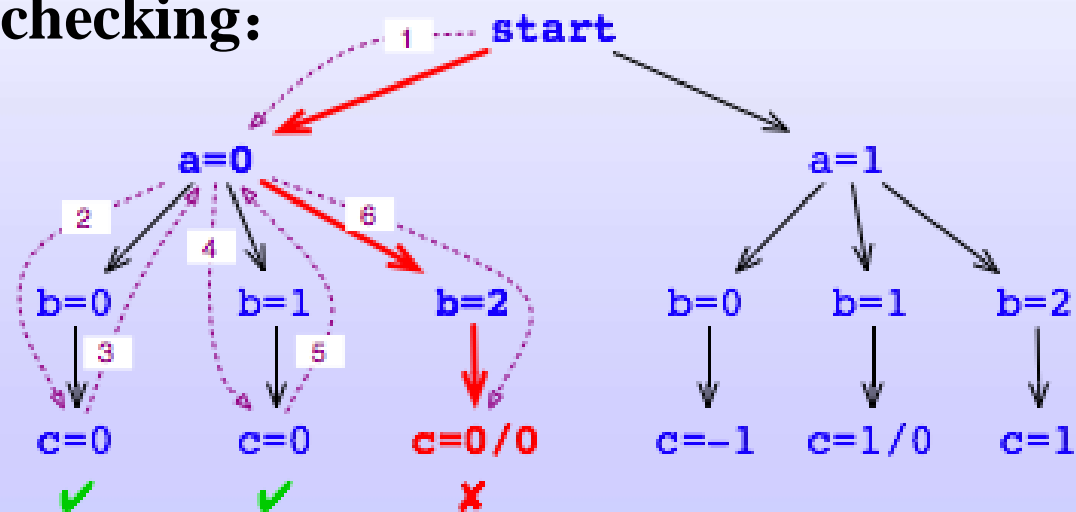 checking:
start
1
a=0 a=1
2 6
4
b=0 b=1 b=2 b=0 b=1 b=2
3 5
c=0 c=0 c=0/0 c=-1 c=1/0 c=1
✔ ✔ ✘